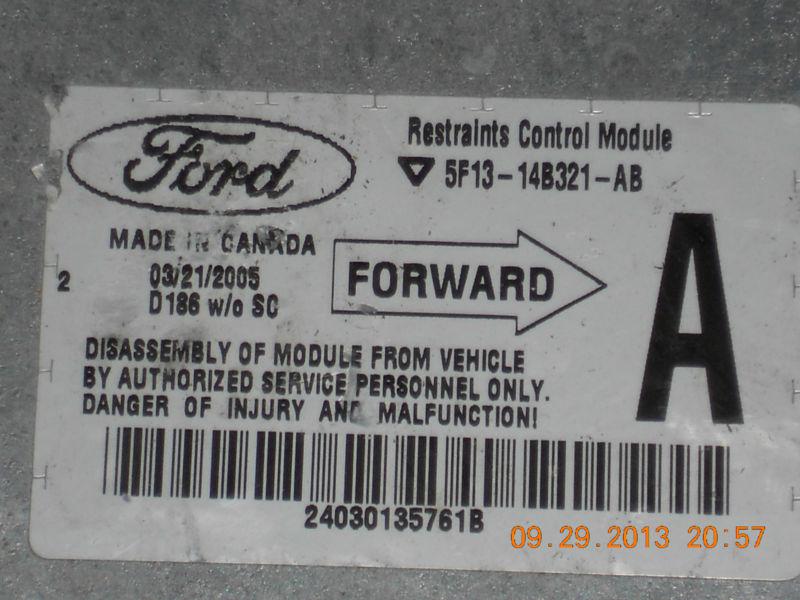 Ford
Restraints Control Module
5F13-14B321-AB
MADE IN CANADA
03/21/2005
D186 w/o SC
2
FORWARD
A
DISASSEMBLY OF MODULE FROM VEHICLE
BY AUTHORIZED SERVICE PERSONNEL ONLY.
DANGER OF INJURY AND MALFUNCTION!
24030135761B
09.29.2013 20:57